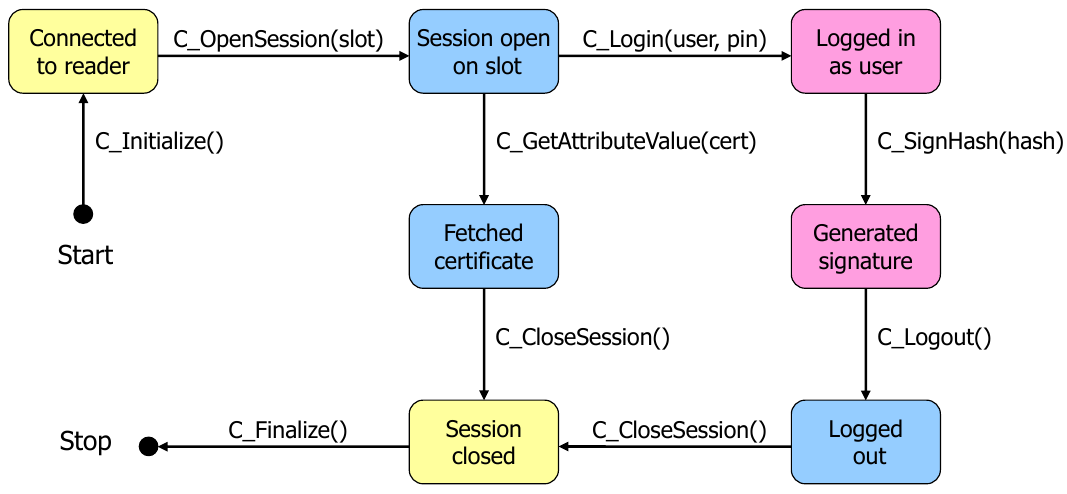 Connected
to reader
C_OpenSession(slot)
Session open
on slot
C_Login(user, pin)
Logged in
as user
C_Initialize()
C_GetAttributeValue(cert)
C_SignHash(hash)
Start
Fetched
certificate
Generated
signature
C_CloseSession()
C_Logout()
Stop
C_Finalize()
Session
closed
C_CloseSession()
Logged
out